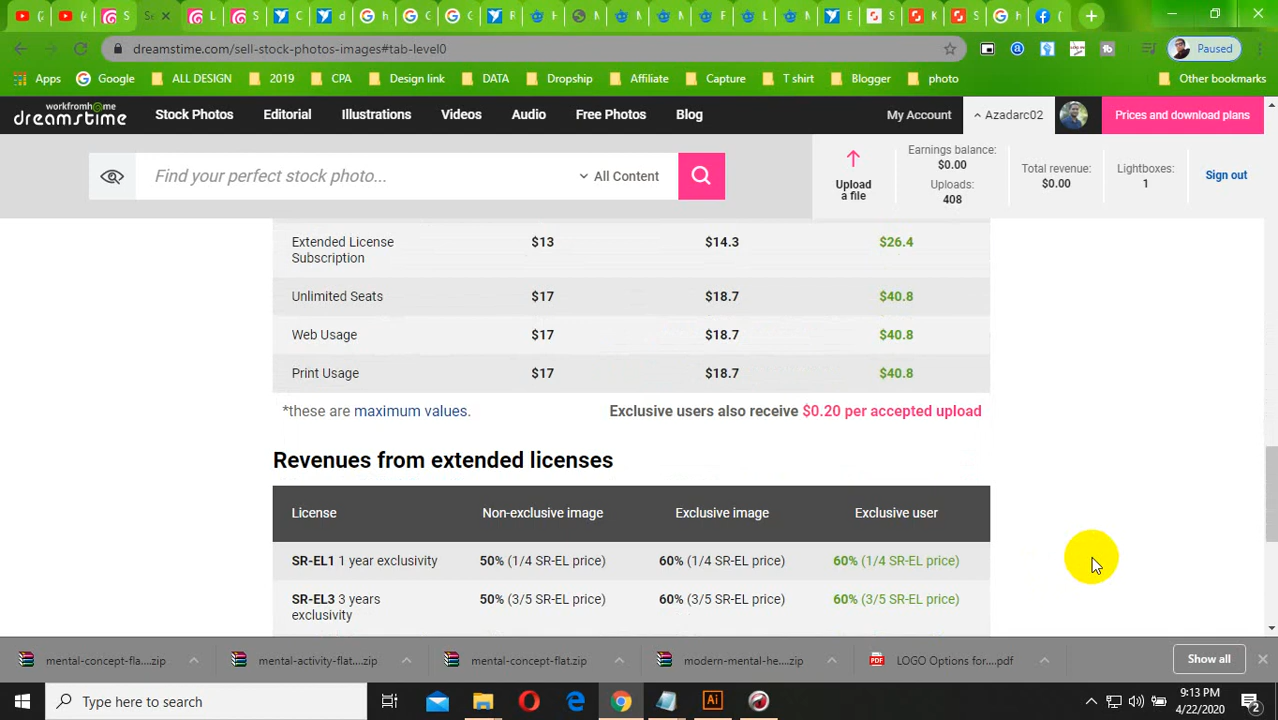 S
Se
S
L
S
C
d
h
C
C
R
H
M
M
M
F
L
M
E
S
K
S
h
(
dreamstime.com/sell-stock-photos-images#tab-level0
Paused
Apps
Google
ALL DESIGN
2019
CPA
Design link
DATA
Dropship
Affiliate
Capture
T shirt
Blogger
photo
Other bookmarks
workfromhome
dreamstime
Stock Photos
Editorial
Illustrations
Videos
Audio
Free Photos
Blog
My Account
Azadarc02
Prices and download plans
Find your perfect stock photo...
All Content
Upload
a file
Earnings balance:
$0.00
Uploads:
408
Total revenue:
$0.00
Lightboxes:
1
Sign out
Extended License
Subscription
$13
$14.3
$26.4
Unlimited Seats
$17
$18.7
$40.8
Web Usage
$17
$18.7
$40.8
Print Usage
$17
$18.7
$40.8
*these are maximum values.
Exclusive users also receive $0.20 per accepted upload
Revenues from extended licenses
License
Non-exclusive image
Exclusive image
Exclusive user
SR-EL1 1 year exclusivity
50% (1/4 SR-EL price)
60% (1/4 SR-EL price)
60% (1/4 SR-EL price)
SR-EL3 3 years
exclusivity
50% (3/5 SR-EL price)
60% (3/5 SR-EL price)
60% (3/5 SR-EL price)
mental-concept-fla....zip
mental-activity-flat....zip
mental-concept-flat.zip
modern-mental-he....zip
PDF
LOGO Options for....pdf
Show all
Type here to search
Ai
9:13 PM
4/22/2020
2